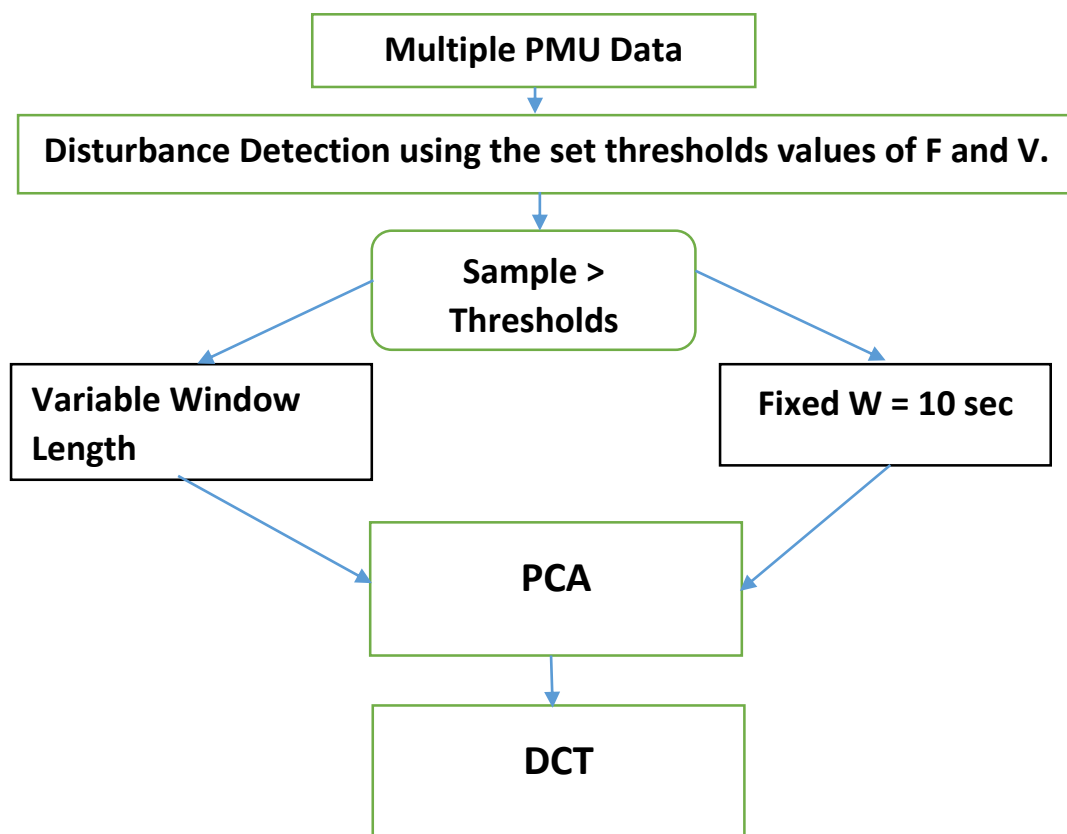 Multiple PMU Data
Disturbance Detection using the set thresholds values of F and V.
Sample >
Thresholds
Variable Window
Length
Fixed W = 10 sec
PCA
DCT